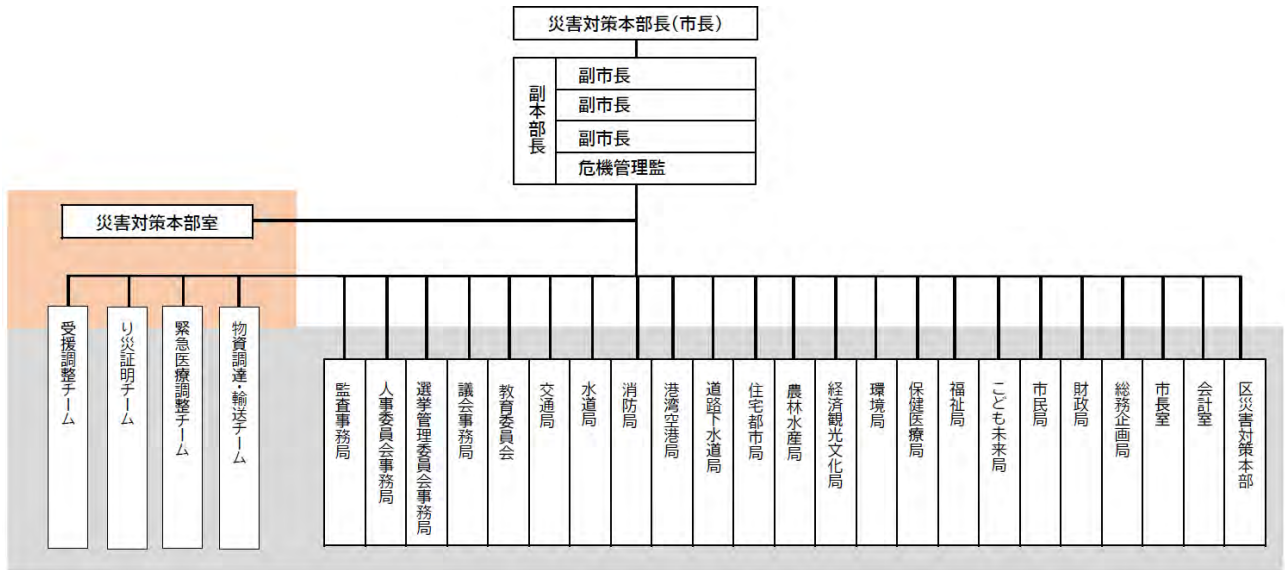 災害対策本部長(市長)
副本部長
副市長
副市長
副市長
危機管理監
災害対策本部室
受援調整チーム
り災証明チーム
緊急医療調整チーム
物資調達・輸送チーム
監査事務局
人事委員会事務局
選挙管理委員会事務局
議会事務局
教育委員会
交通局
水道局
消防局
港湾空港局
道路下水道局
住宅都市局
農林水産局
経済観光文化局
環境局
保健医療局
福祉局
こども未来局
市民局
財政局
総務企画局
市長室
会計室
区災害対策本部